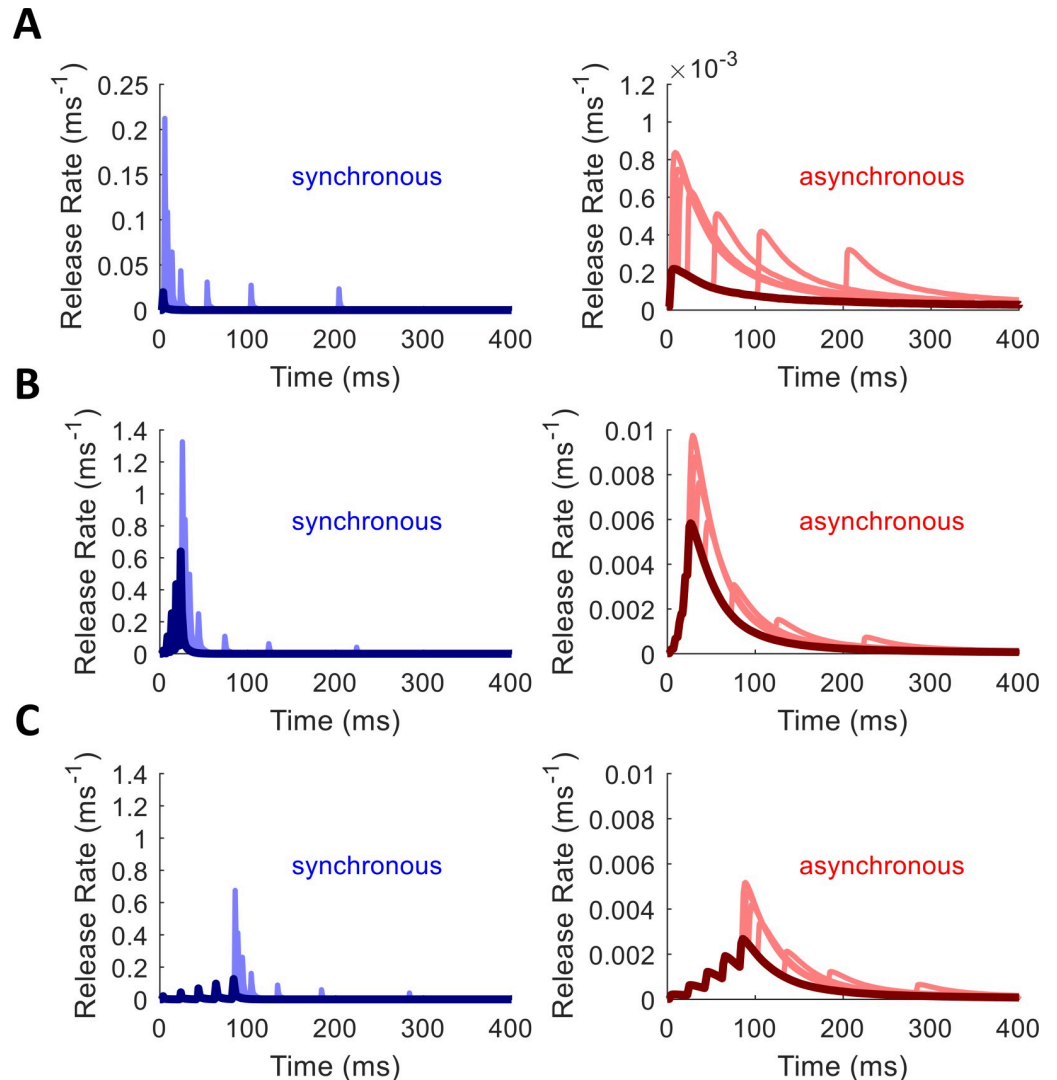 A
×10⁻³
0.25
0.2
0.15
0.1
0.05
0
Release Rate (ms⁻¹)
synchronous
0 100 200 300 400
Time (ms)
1.2
1
0.8
0.6
0.4
0.2
0
Release Rate (ms⁻¹)
asynchronous
0 100 200 300 400
Time (ms)
B
1.4
1.2
1
0.8
0.6
0.4
0.2
0
Release Rate (ms⁻¹)
synchronous
0 100 200 300 400
Time (ms)
0.01
0.008
0.006
0.004
0.002
0
Release Rate (ms⁻¹)
asynchronous
0 100 200 300 400
Time (ms)
C
1.4
1.2
1
0.8
0.6
0.4
0.2
0
Release Rate (ms⁻¹)
synchronous
0 100 200 300 400
Time (ms)
0.01
0.008
0.006
0.004
0.002
0
Release Rate (ms⁻¹)
asynchronous
0 100 200 300 400
Time (ms)